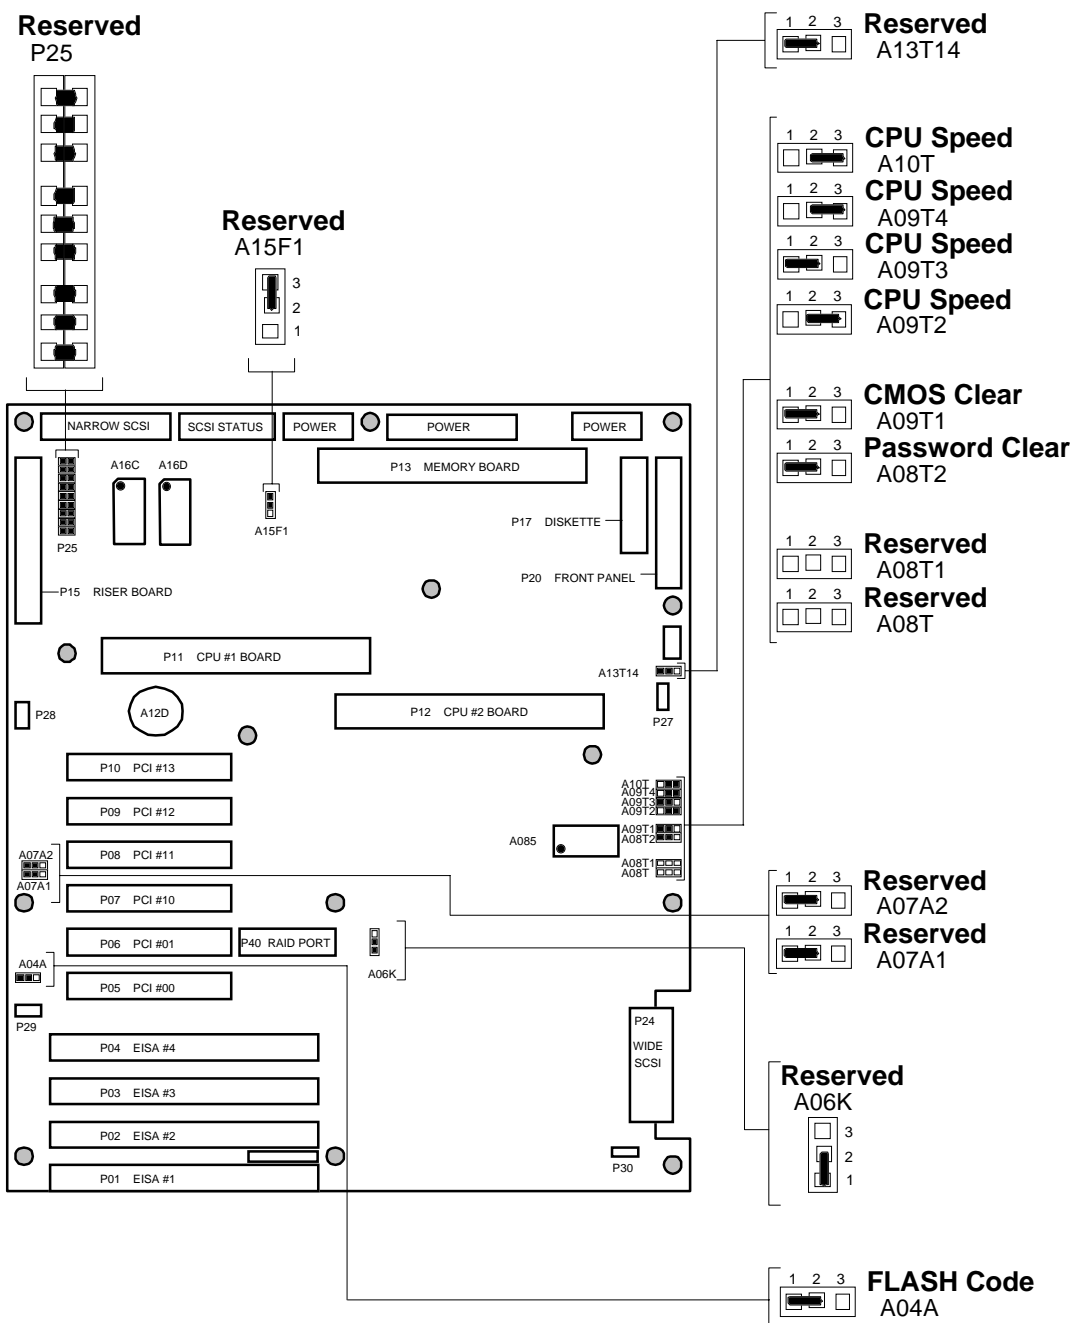 Reserved
P25
Reserved
A15F1
3
2
1
1 2 3
Reserved
A13T14
1 2 3
CPU Speed
A10T
1 2 3
CPU Speed
A09T4
1 2 3
CPU Speed
A09T3
1 2 3
CPU Speed
A09T2
1 2 3
CMOS Clear
A09T1
1 2 3
Password Clear
A08T2
1 2 3
Reserved
A08T1
1 2 3
Reserved
A08T
NARROW SCSI
SCSI STATUS
POWER
POWER
POWER
P13 MEMORY BOARD
A16C
A16D
P25
A15F1
P17 DISKETTE
P20 FRONT PANEL
P15 RISER BOARD
P11 CPU #1 BOARD
A13T14
P28
A12D
P12 CPU #2 BOARD
P27
P10 PCI #13
A10T
A09T4
A09T3
A09T2
P09 PCI #12
A09T1
A08T2
A085
A07A2
P08 PCI #11
A08T1
A08T
A07A1
P07 PCI #10
P06 PCI #01
P40 RAID PORT
A04A
A06K
P05 PCI #00
P29
P24
WIDE
SCSI
P04 EISA #4
P03 EISA #3
P02 EISA #2
P01 EISA #1
P30
1 2 3
Reserved
A07A2
1 2 3
Reserved
A07A1
Reserved
A06K
3
2
1
1 2 3
FLASH Code
A04A